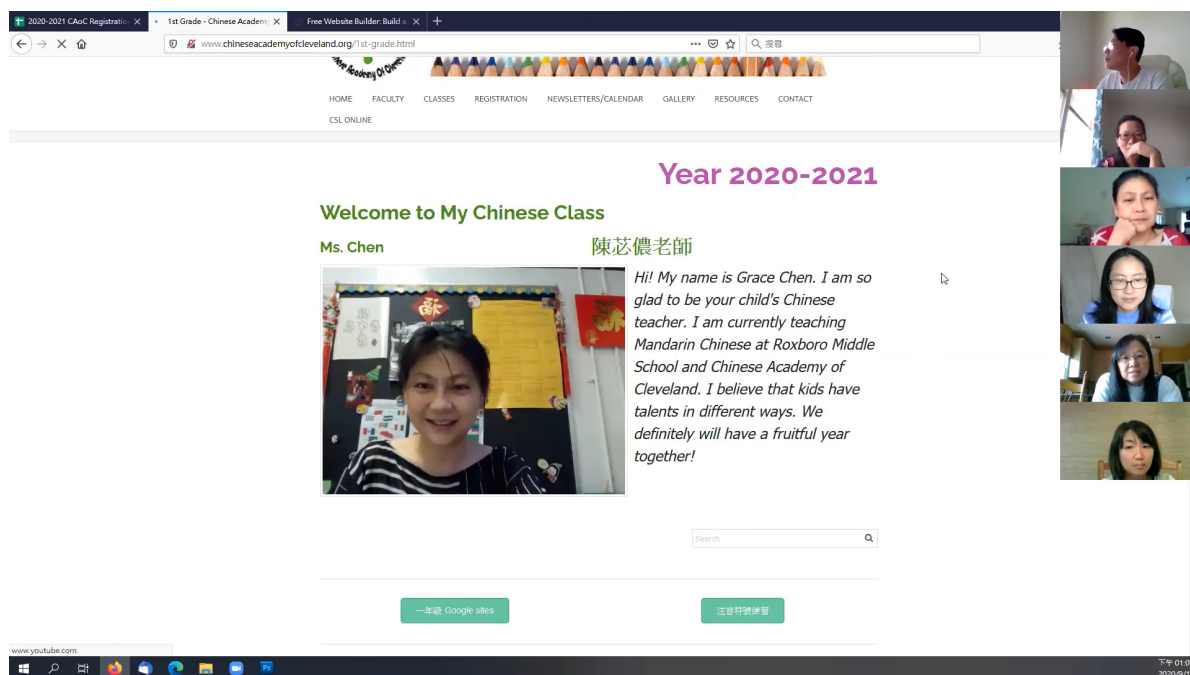 2020-2021 CAoC Registratio
1st Grade - Chinese Academ
Free Website Builder: Build a
www.chineseacademyofcleveland.org/1st-grade.html
搜尋
HOME FACULTY CLASSES REGISTRATION NEWSLETTERS/CALENDAR GALLERY RESOURCES CONTACT
CSL ONLINE
Year 2020-2021
Welcome to My Chinese Class
Ms. Chen 陳苾儂老師
福
Hi! My name is Grace Chen. I am so
glad to be your child's Chinese
teacher. I am currently teaching
Mandarin Chinese at Roxboro Middle
School and Chinese Academy of
Cleveland. I believe that kids have
talents in different ways. We
definitely will have a fruitful year
together!
Search
一年級 Google sites
注音符號練習
www.youtube.com
Ps
下午 01:0
2020/9/1